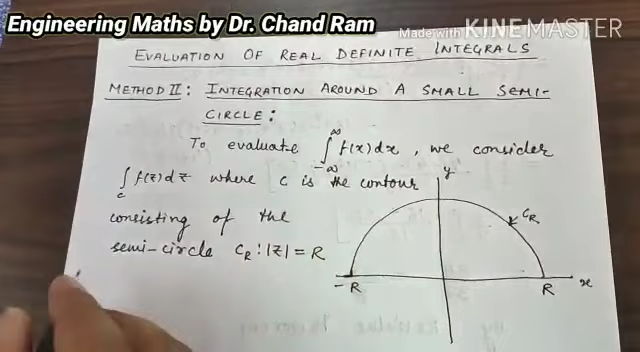 Engineering Maths by Dr. Chand Ram
Made with KINEMASTER
EVALUATION OF REAL DEFINITE INTEGRALS
METHOD II: INTEGRATION AROUND A SMALL SEMI-
CIRCLE:
To evaluate ∫_{-∞}^{∞} f(x)dx, we consider
∫_c f(z)dz where c is the contour
consisting of the
semi-circle C_R : |z| = R
y
C_R
-R
R
x